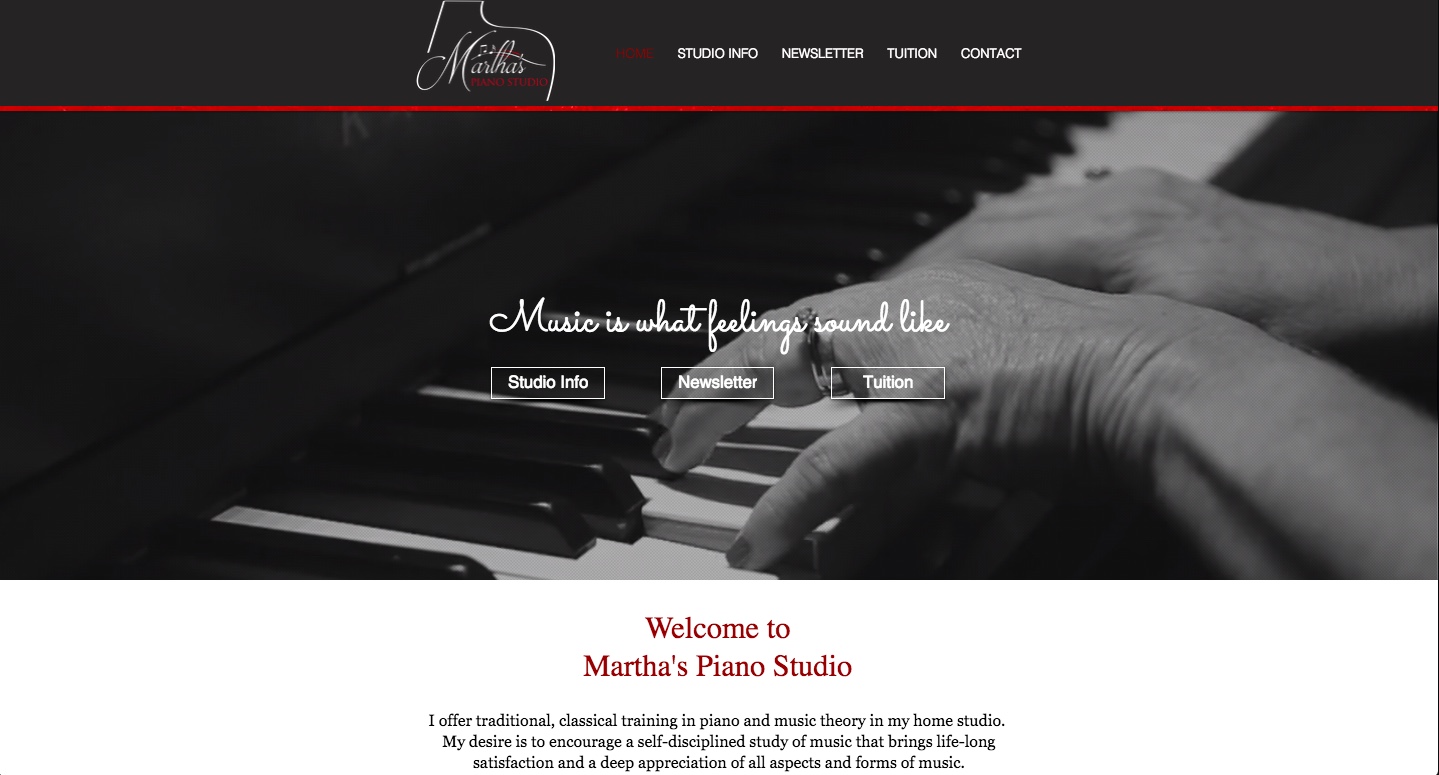 Martha's
PIANO STUDIO
HOME STUDIO INFO NEWSLETTER TUITION CONTACT
Music is what feelings sound like
Studio Info Newsletter Tuition
Welcome to
Martha's Piano Studio
I offer traditional, classical training in piano and music theory in my home studio.
My desire is to encourage a self-disciplined study of music that brings life-long
satisfaction and a deep appreciation of all aspects and forms of music.